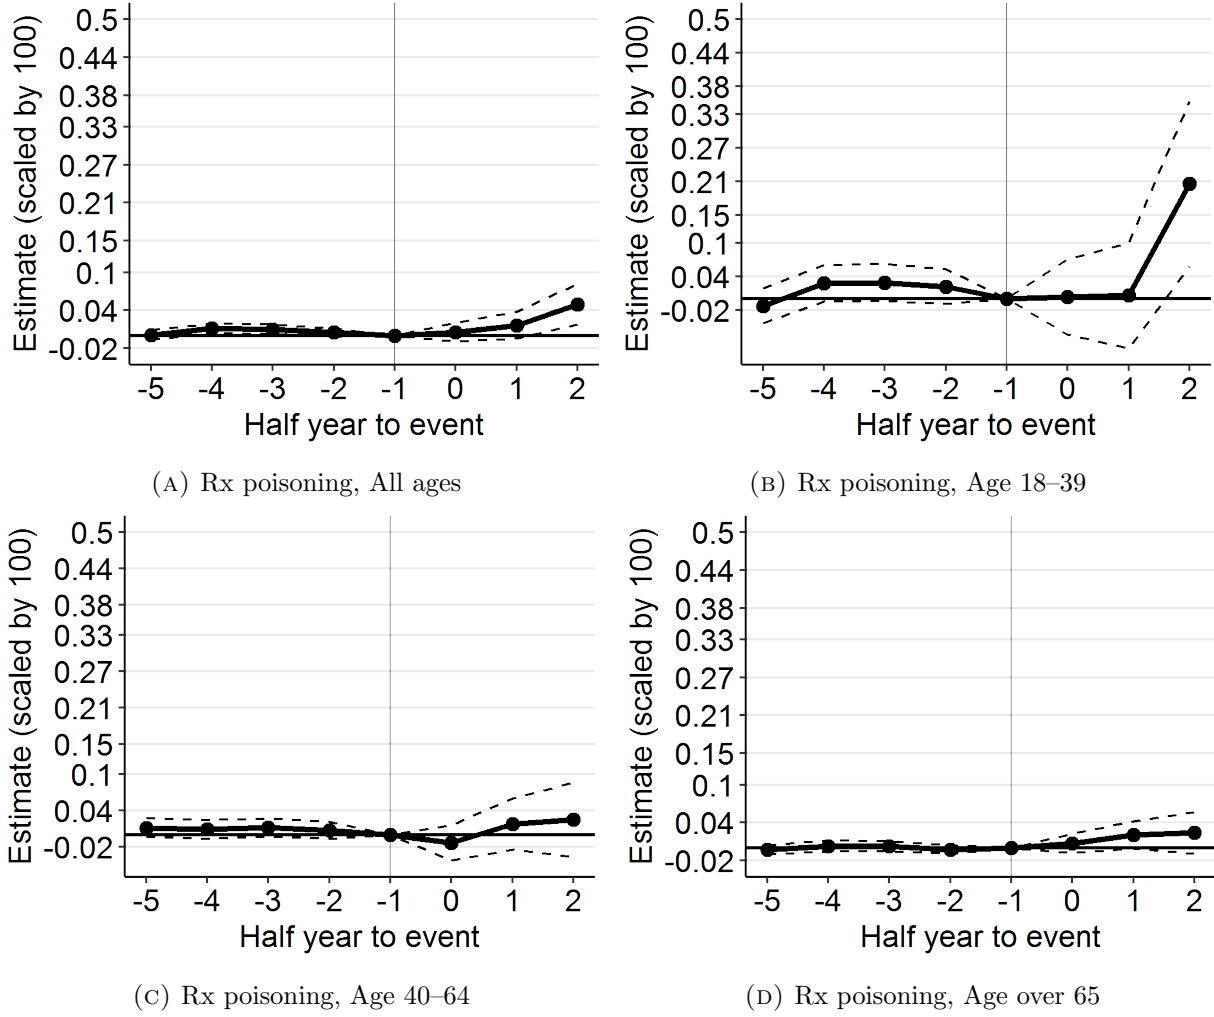 Estimate (scaled by 100)
0.5
0.44
0.38
0.33
0.27
0.21
0.15
0.1
0.04
-0.02
-5 -4 -3 -2 -1 0 1 2
Half year to event
(A) Rx poisoning, All ages
Estimate (scaled by 100)
0.5
0.44
0.38
0.33
0.27
0.21
0.15
0.1
0.04
-0.02
-5 -4 -3 -2 -1 0 1 2
Half year to event
(B) Rx poisoning, Age 18–39
Estimate (scaled by 100)
0.5
0.44
0.38
0.33
0.27
0.21
0.15
0.1
0.04
-0.02
-5 -4 -3 -2 -1 0 1 2
Half year to event
(C) Rx poisoning, Age 40–64
Estimate (scaled by 100)
0.5
0.44
0.38
0.33
0.27
0.21
0.15
0.1
0.04
-0.02
-5 -4 -3 -2 -1 0 1 2
Half year to event
(D) Rx poisoning, Age over 65